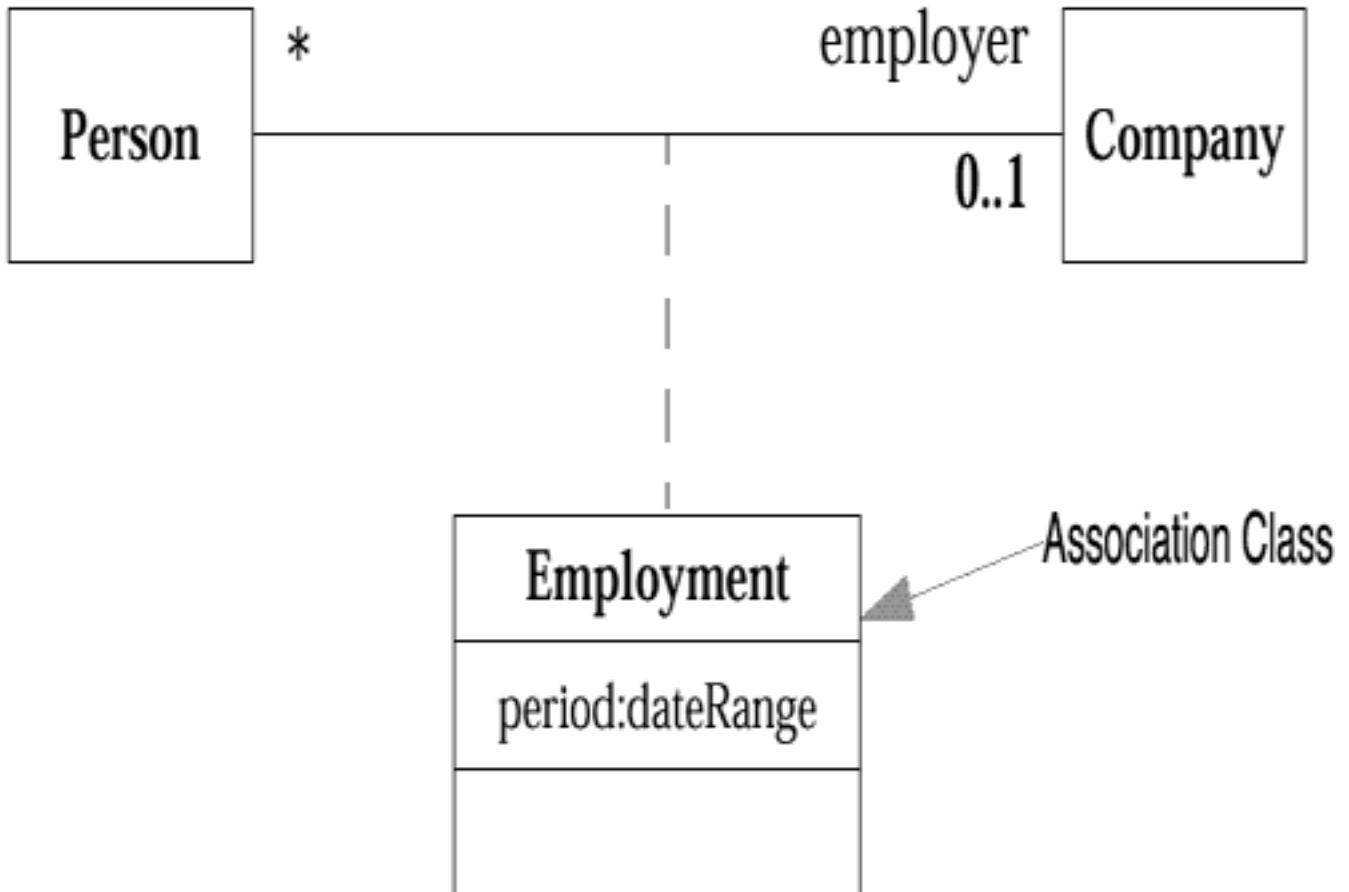 *
employer
Person
Company
0..1
Association Class
Employment
period:dateRange